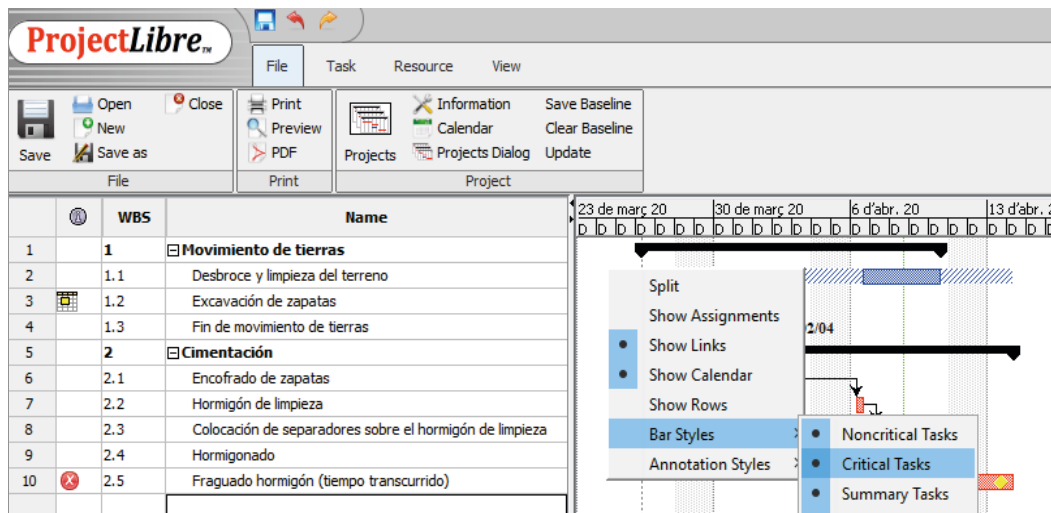 ProjectLibre™
File Task Resource View
Open Close Print Information Save Baseline
New Preview Calendar Clear Baseline
Save Save as PDF Projects Projects Dialog Update
File Print Project
WBS Name 23 de març 20 30 de març 20 6 d'abr. 20 13 d'abr. 2
D D D D D D D D D D D D D D D D D D D D D D D D
1 1 Movimiento de tierras
2 1.1 Desbroce y limpieza del terreno
3 1.2 Excavación de zapatas
4 1.3 Fin de movimiento de tierras 2/04
5 2 Cimentación
6 2.1 Encofrado de zapatas
7 2.2 Hormigón de limpieza
8 2.3 Colocación de separadores sobre el hormigón de limpieza
9 2.4 Hormigonado
10 2.5 Fraguado hormigón (tiempo transcurrido)
Split
Show Assignments
Show Links
Show Calendar
Show Rows
Bar Styles
Annotation Styles
Noncritical Tasks
Critical Tasks
Summary Tasks